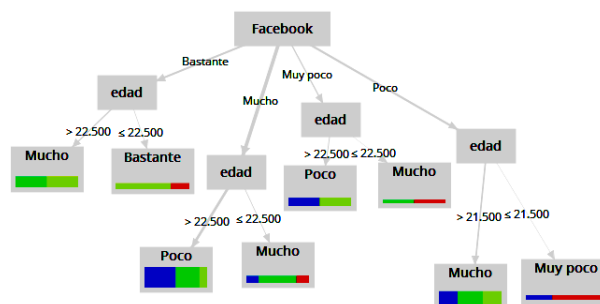 Facebook
Bastante
Mucho
Muy poco
Poco
edad
edad
edad
edad
> 22.500
≤ 22.500
> 22.500
≤ 22.500
> 22.500
≤ 22.500
> 21.500
≤ 21.500
Mucho
Bastante
Poco
Mucho
Poco
Mucho
Mucho
Muy poco